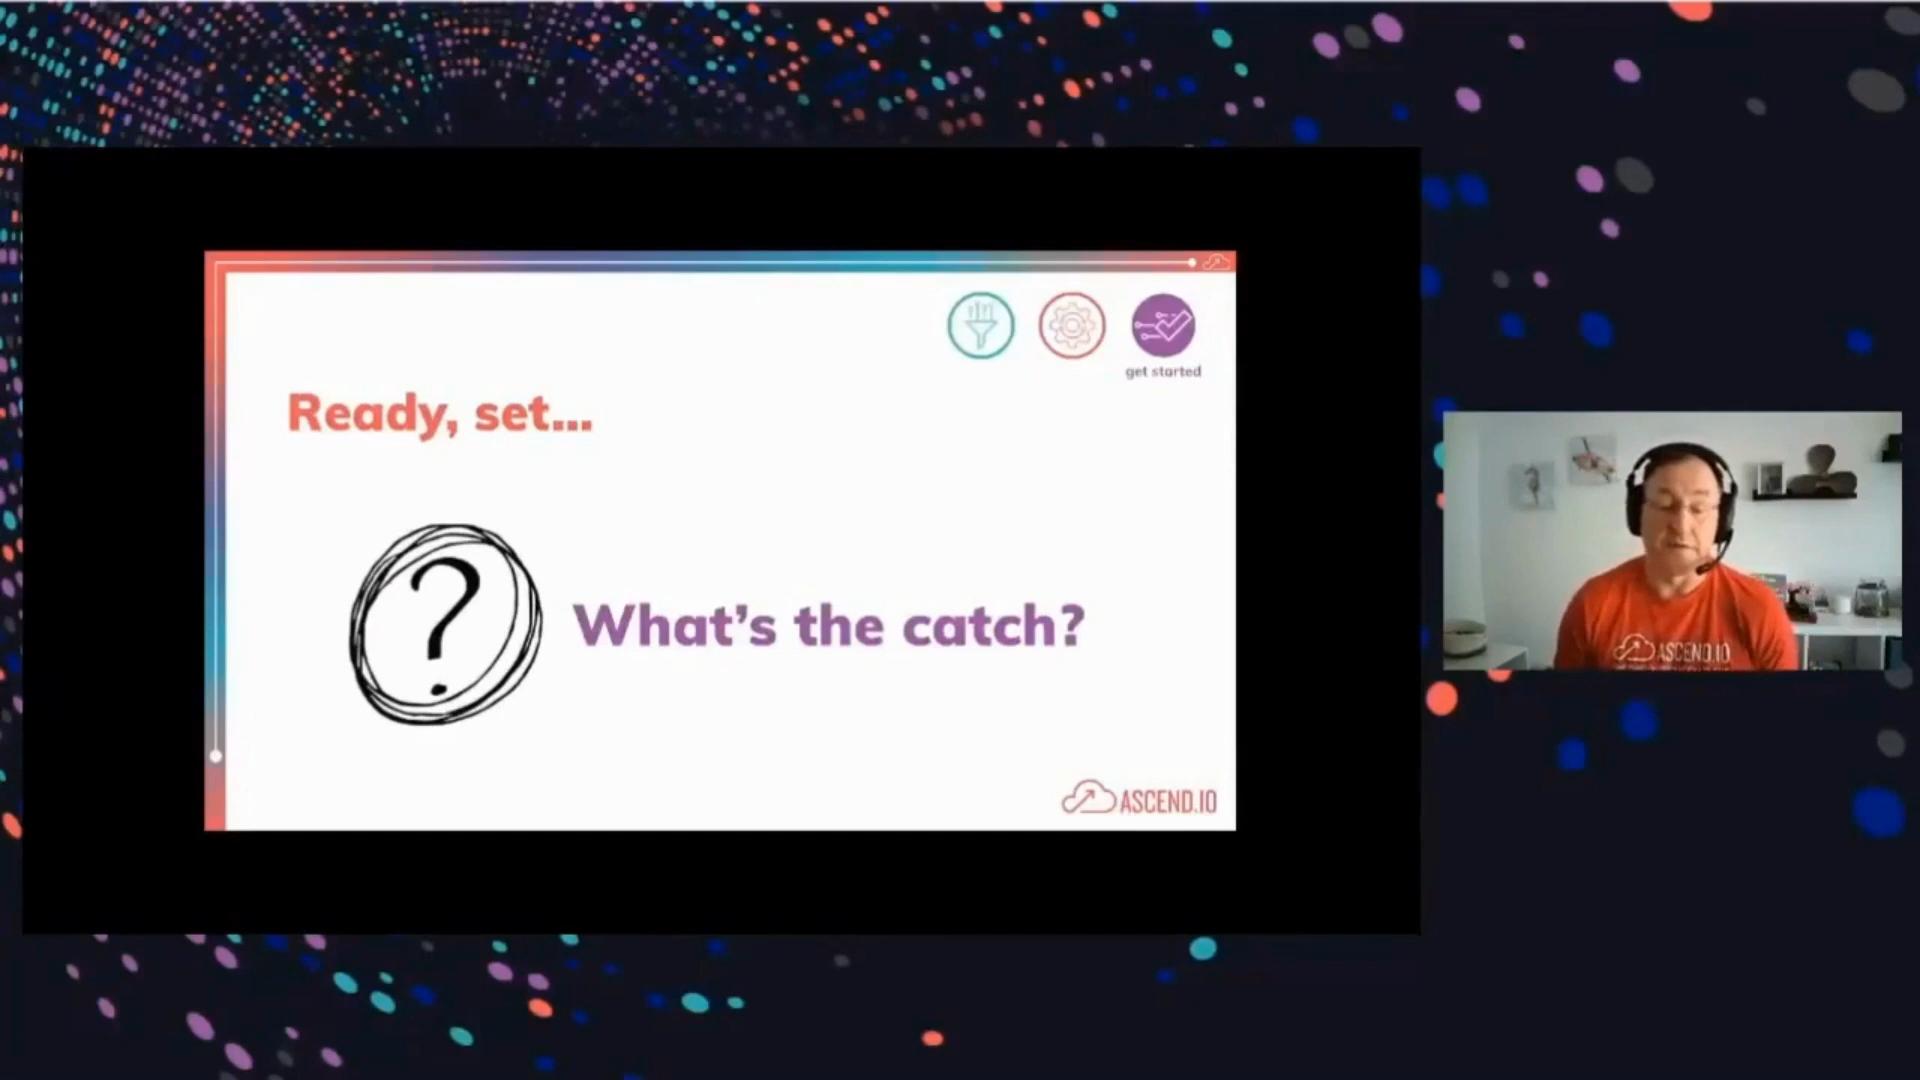 get started
Ready, set...
?
What's the catch?
ASCEND.IO
ASCEND.IO